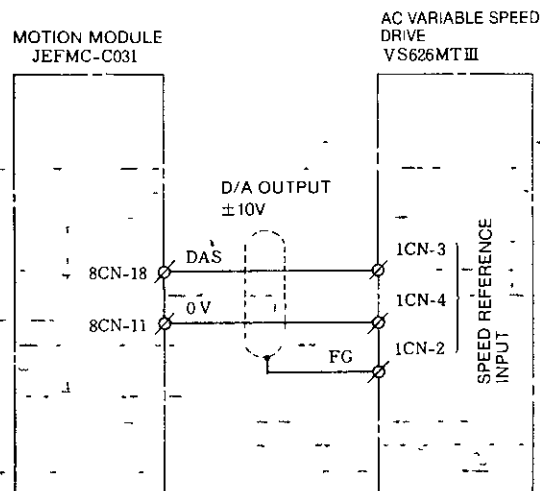 MOTION MODULE
JEFMC-C031
AC VARIABLE SPEED
DRIVE
VS626MTⅢ
D/A OUTPUT
±10V
8CN-18
DAS
1CN-3
8CN-11
0V
1CN-4
FG
1CN-2
SPEED REFERENCE
INPUT